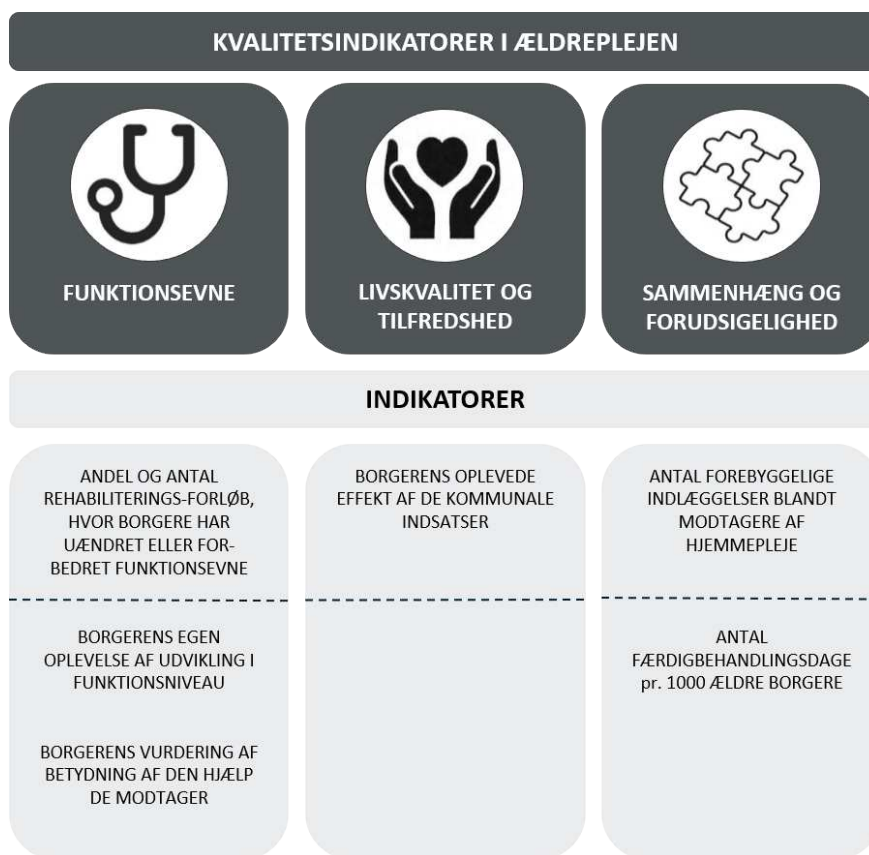 KVALITETSINDIKATORER I ÆLDREPLEJEN
FUNKTIONSEVNE
LIVSKVALITET OG
TILFREDSHED
SAMMENHÆNG OG
FORUDSIGELIGHED
INDIKATORER
ANDEL OG ANTAL
REHABILITERINGS-FORLØB,
HVOR BORGERE HAR
UÆNDRET ELLER FOR-
BEDRET FUNKTIONSEVNE
BORGERENS EGEN
OPLEVELSE AF UDVIKLING I
FUNKTIONSNIVEAU
BORGERENS VURDERING AF
BETYDNING AF DEN HJÆLP
DE MODTAGER
BORGERENS OPLEVEDE
EFFEKT AF DE KOMMUNALE
INDSATSER
ANTAL FOREBYGGELIGE
INDLÆGGELSER BLANDT
MODTAGERE AF
HJEMMEPLEJE
ANTAL
FÆRDIGBEHANDLINGSDAGE
pr. 1000 ÆLDRE BORGERE